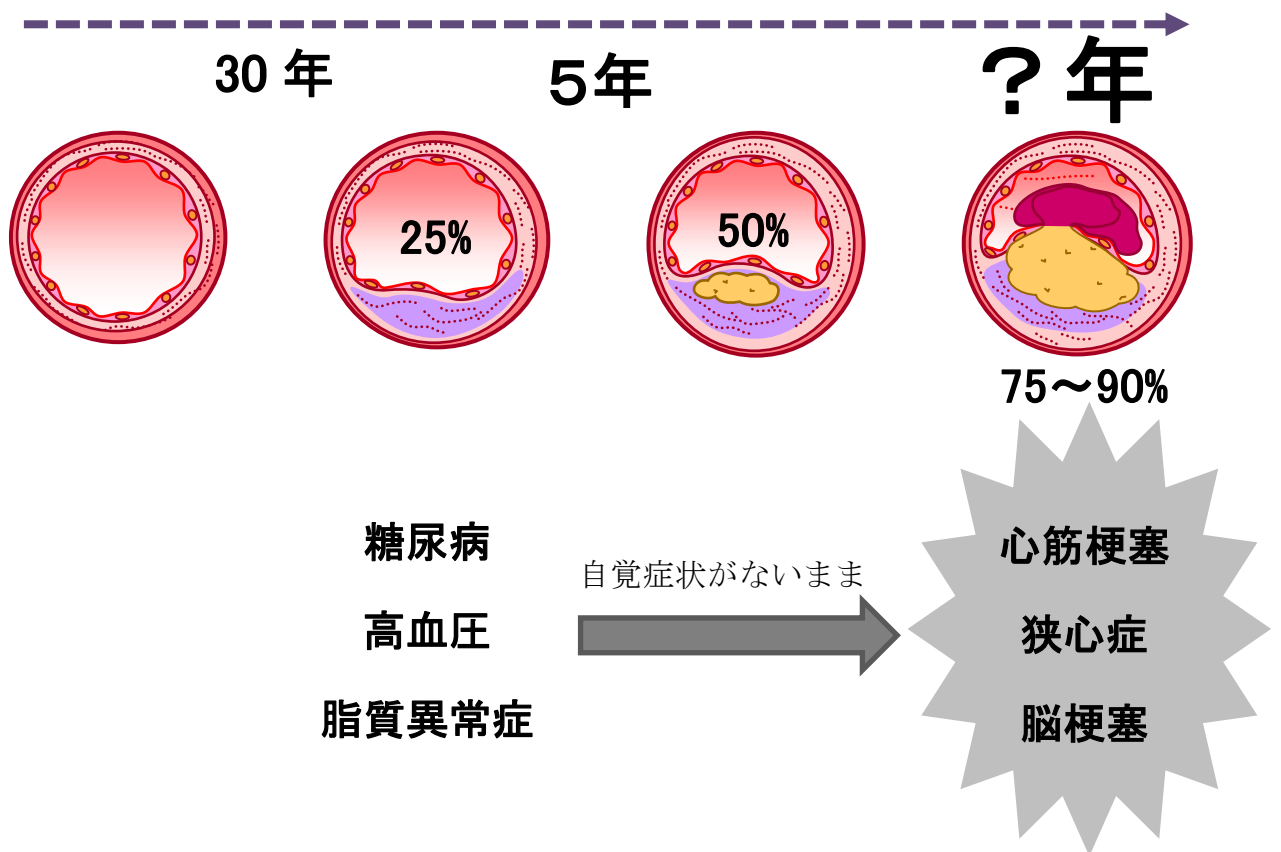 30 年
5年
？年
25%
50%
75～90%
糖尿病
高血圧
脂質異常症
自覚症状がないまま
心筋梗塞
狭心症
脳梗塞